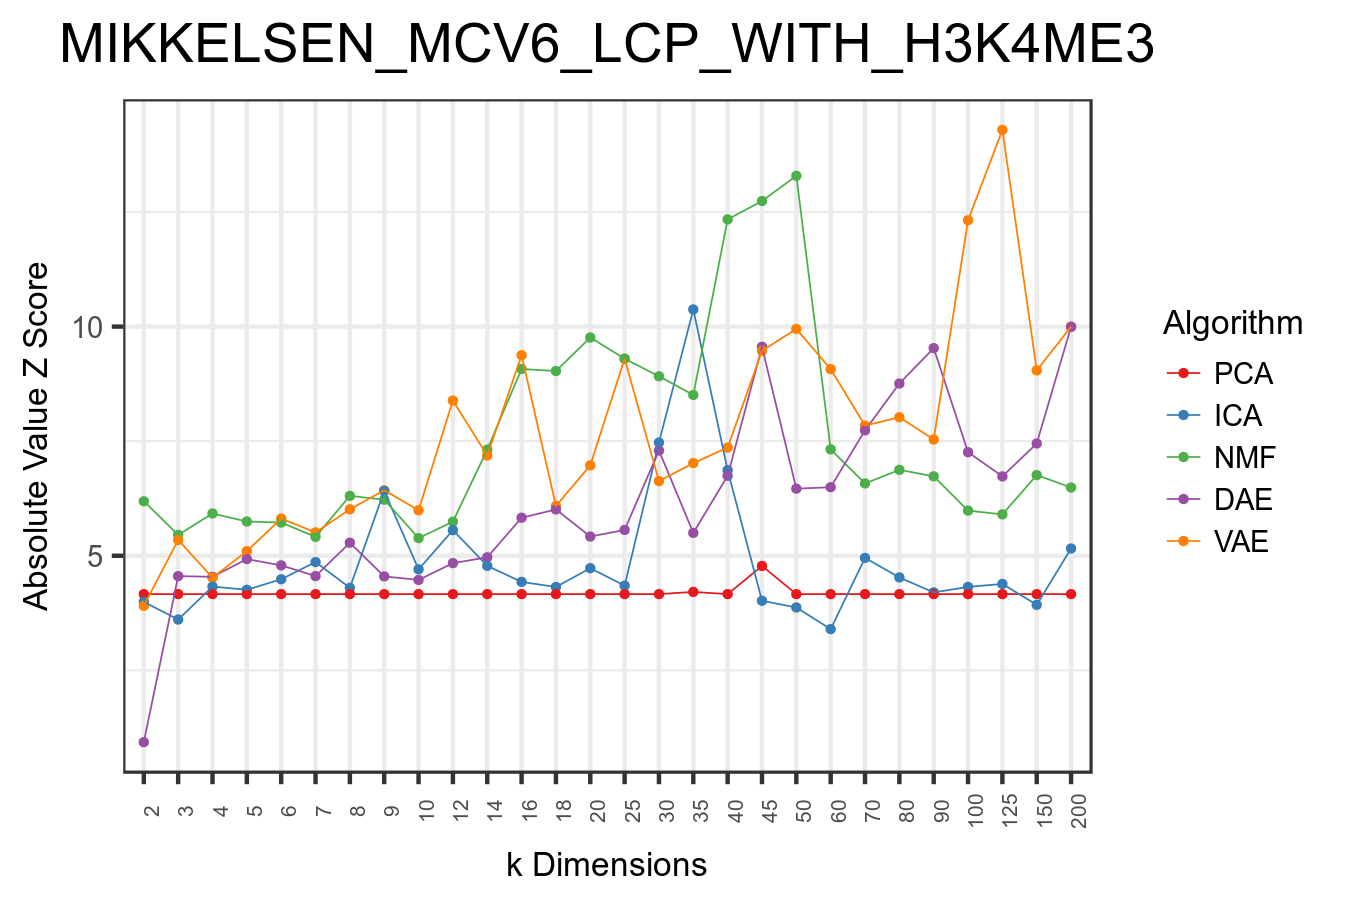 MIKKELSEN_MCV6_LCP_WITH_H3K4ME3
Absolute Value Z Score
10
5
2 3 4 5 6 7 8 9 10 12 14 16 18 20 25 30 35 40 45 50 60 70 80 90 100 125 150 200
k Dimensions
Algorithm
PCA
ICA
NMF
DAE
VAE